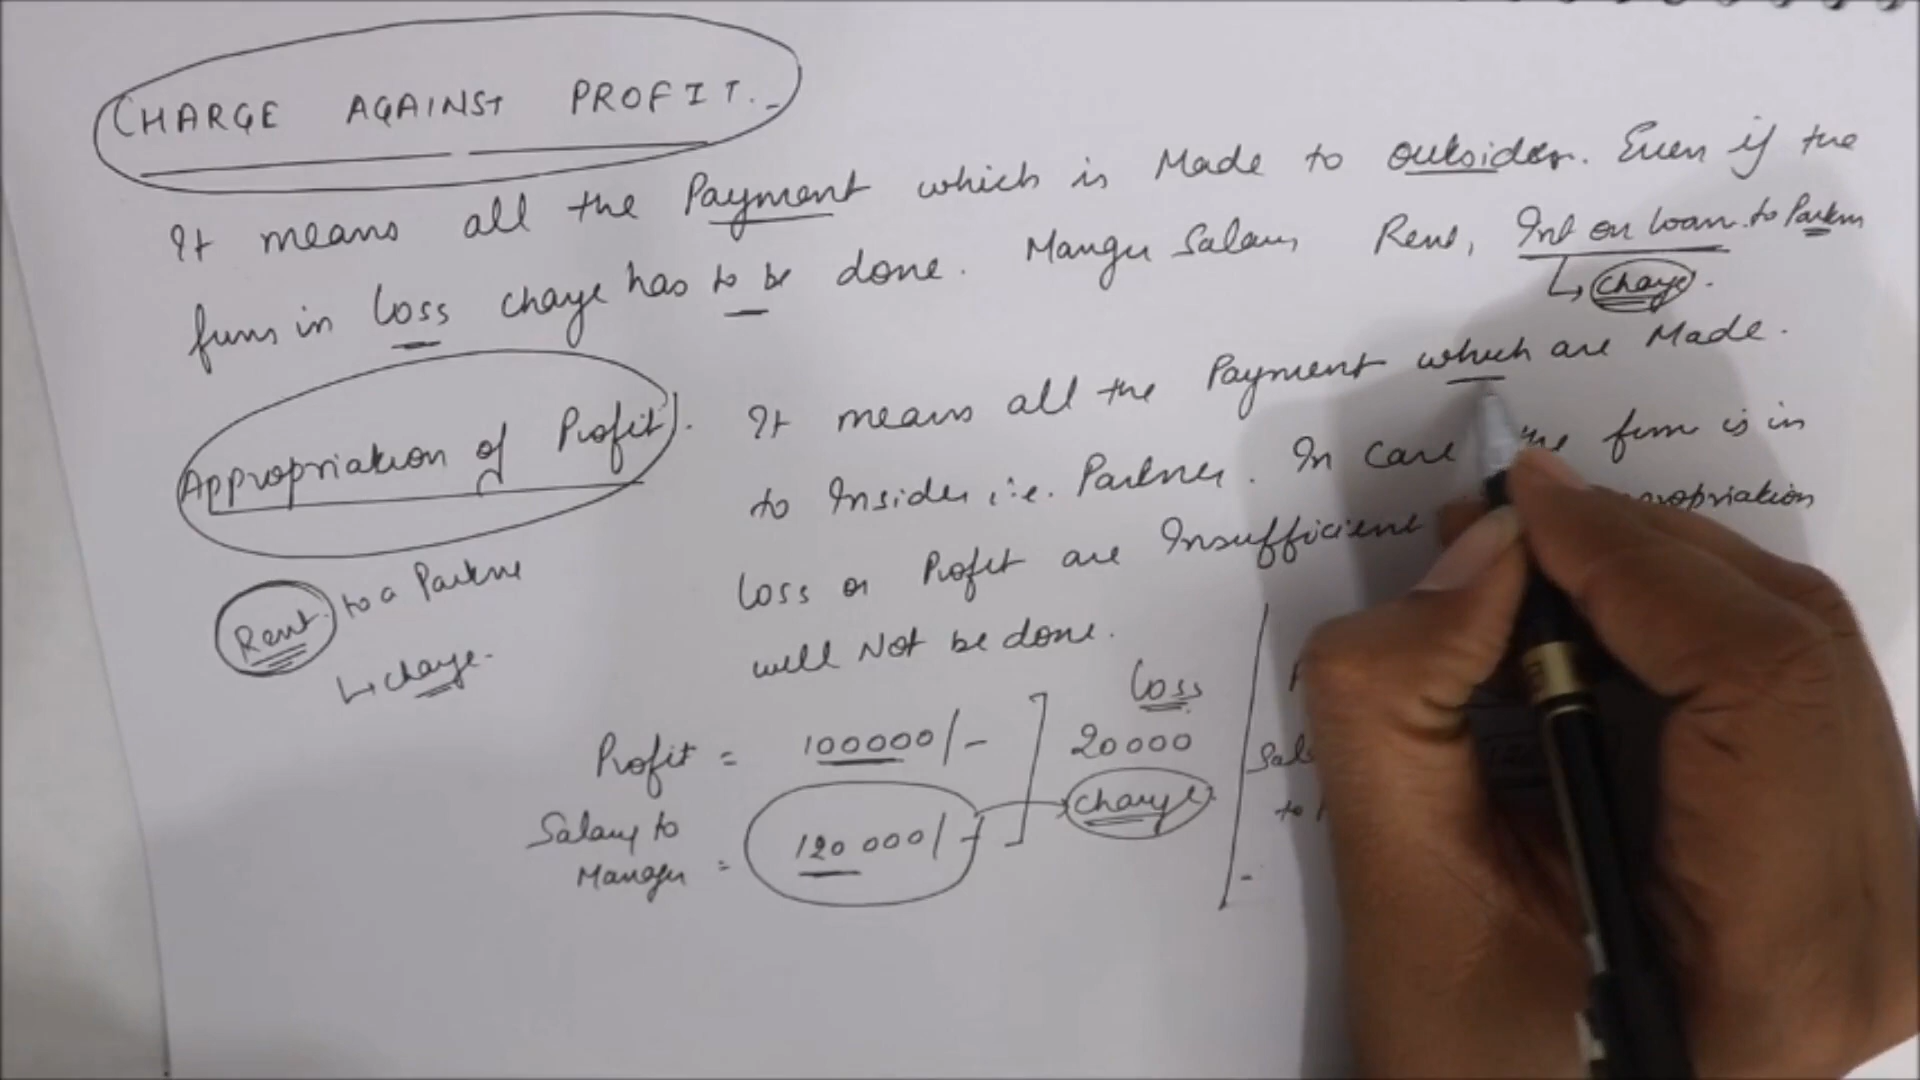 CHARGE AGAINST PROFIT.
It means all the Payment which is Made to outsider. Even if the
firm in loss charge has to be done. Manger Salary Rent, Int on loan to Partner
↳ charge.
Appropriation of Profit. It means all the Payment which are Made.
to Insider i.e. Partner. In case the firm is in
loss or Profit are Insufficient
will Not be done.
Rent to a Partner
↳ charge.
Loss
Profit = 100000/- 20000
Salary to
Manager = 120000/- charge